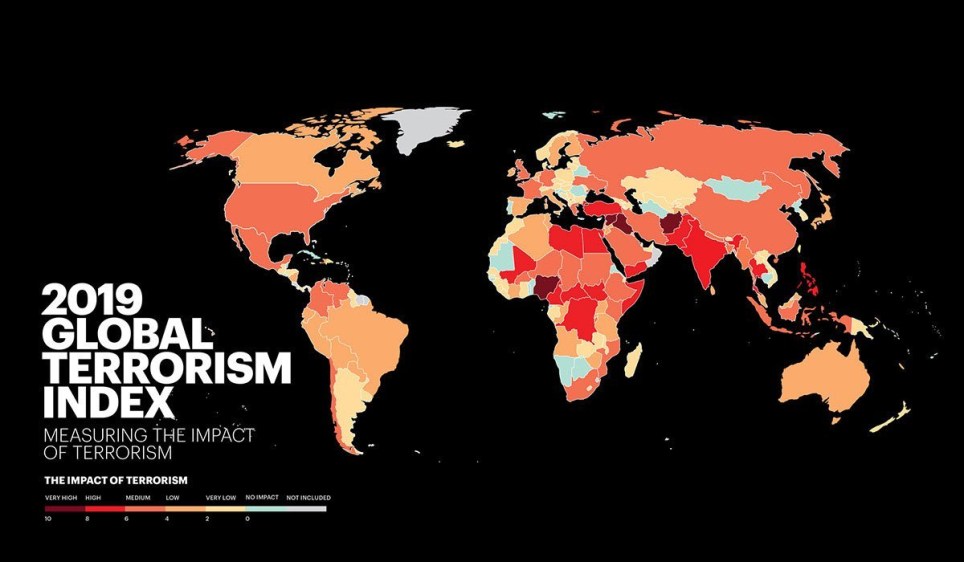 2019
GLOBAL
TERRORISM
INDEX
MEASURING THE IMPACT
OF TERRORISM
THE IMPACT OF TERRORISM
VERY HIGH HIGH MEDIUM LOW VERY LOW NO IMPACT NOT INCLUDED
10 8 6 4 2 0